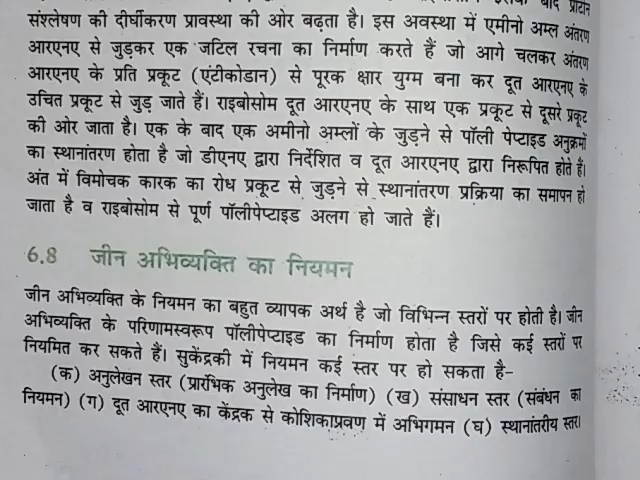 बाद प्रोटीन
संश्लेषण की दीर्घीकरण प्रावस्था की ओर बढ़ता है। इस अवस्था में एमीनो अम्ल अंतरण
आरएनए से जुड़कर एक जटिल रचना का निर्माण करते हैं जो आगे चलकर अंतरण
आरएनए के प्रति प्रकूट (एंटीकोडान) से पूरक क्षार युग्म बना कर दूत आरएनए के
उचित प्रकूट से जुड़ जाते हैं। राइबोसोम दूत आरएनए के साथ एक प्रकूट से दूसरे प्रकूट
की ओर जाता है। एक के बाद एक अमीनो अम्लों के जुड़ने से पॉली पेप्टाइड अनुक्रमों
का स्थानांतरण होता है जो डीएनए द्वारा निर्देशित व दूत आरएनए द्वारा निरूपित होते हैं।
अंत में विमोचक कारक का रोध प्रकूट से जुड़ने से स्थानांतरण प्रक्रिया का समापन हो
जाता है व राइबोसोम से पूर्ण पॉलीपेप्टाइड अलग हो जाते हैं।
6.8 जीन अभिव्यक्ति का नियमन
जीन अभिव्यक्ति के नियमन का बहुत व्यापक अर्थ है जो विभिन्न स्तरों पर होती है। जीन
अभिव्यक्ति के परिणामस्वरूप पॉलीपेप्टाइड का निर्माण होता है जिसे कई स्तरों पर
नियमित कर सकते हैं। सुकेंद्रकी में नियमन कई स्तर पर हो सकता है-
(क) अनुलेखन स्तर (प्रारंभिक अनुलेख का निर्माण) (ख) संसाधन स्तर (संबंधन का
नियमन) (ग) दूत आरएनए का केंद्रक से कोशिकाप्रवण में अभिगमन (घ) स्थानांतरीय स्तर।